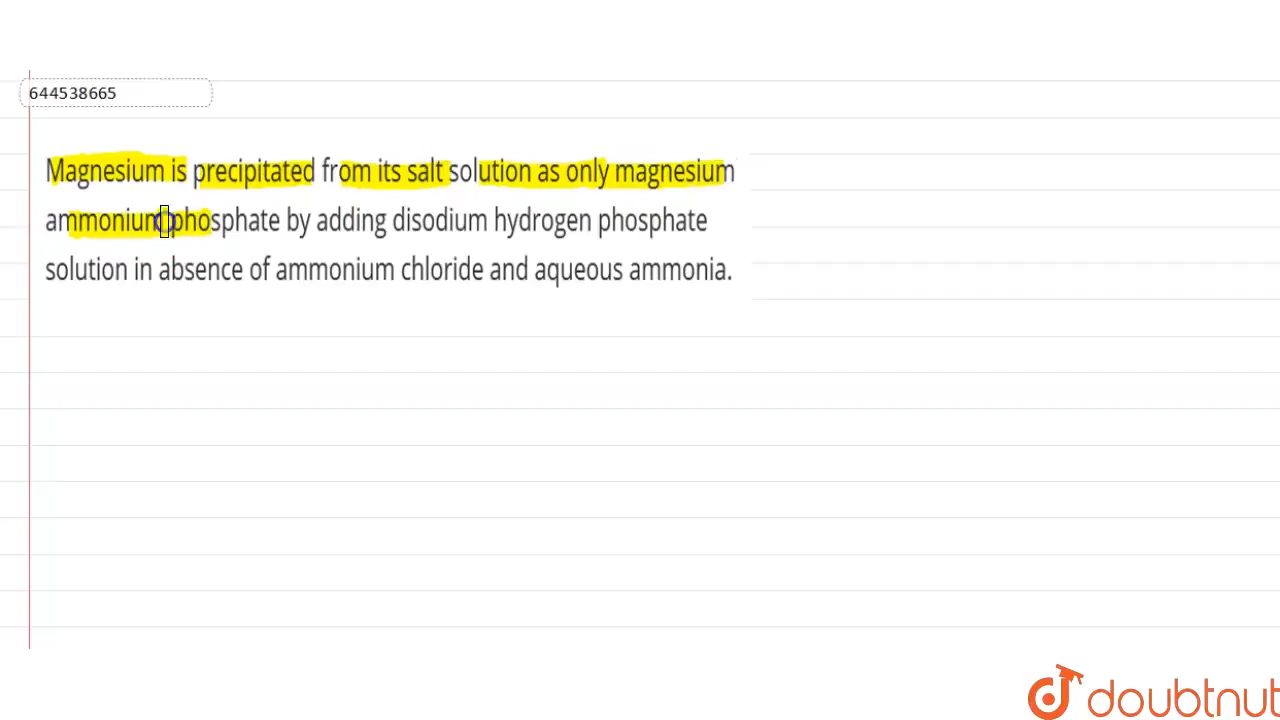 644538665
Magnesium is precipitated from its salt solution as only magnesium
ammonium phosphate by adding disodium hydrogen phosphate
solution in absence of ammonium chloride and aqueous ammonia.
doubtnut